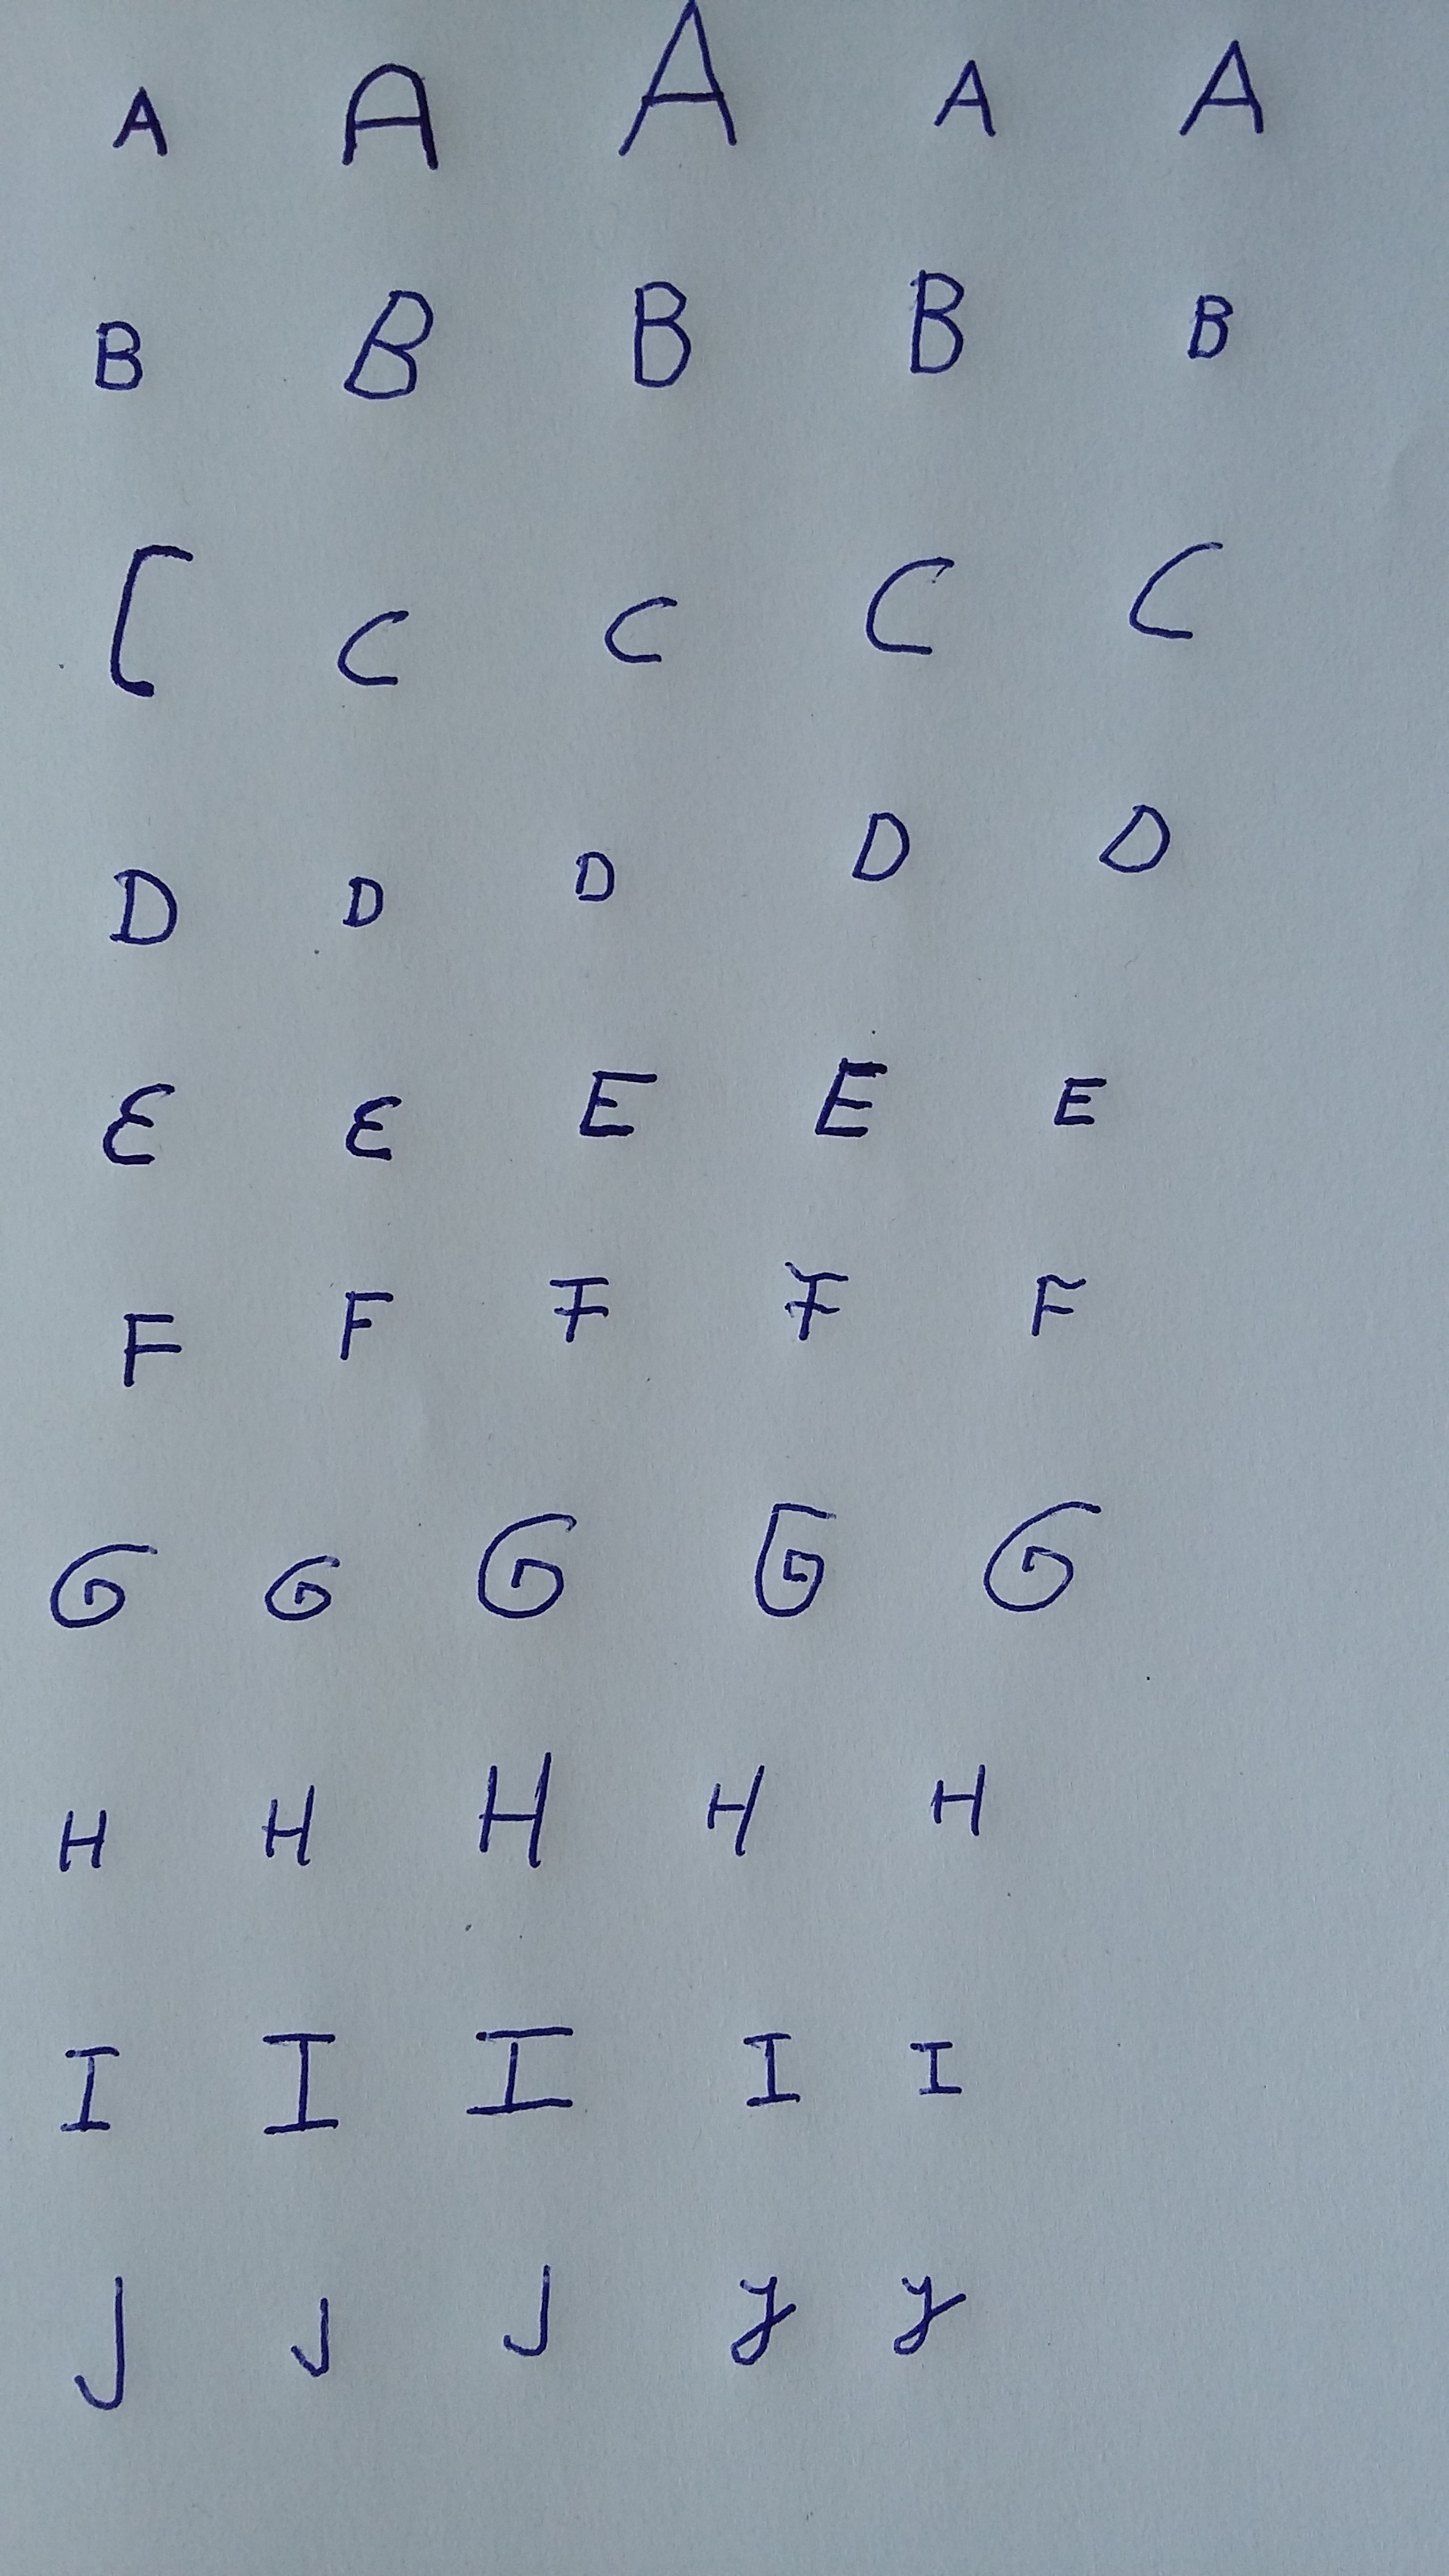 A A A A A
B B B B B
C C C C C
D D D D D
E E E E E
F F F F F
G G G G G
H H H H H
I I I I I
J J J J J